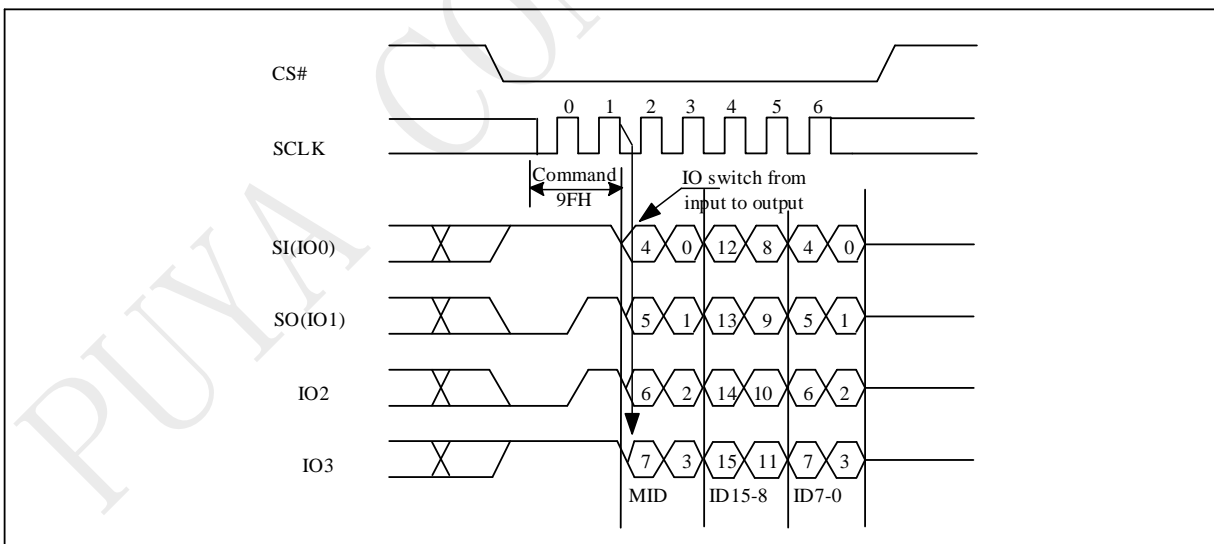 PUYA CON
CS#
0 1 2 3 4 5 6
SCLK
Command
9FH
IO switch from
input to output
SI(IO0) 4 0 12 8 4 0
SO(IO1) 5 1 13 9 5 1
IO2 6 2 14 10 6 2
IO3 7 3 15 11 7 3
MID ID15-8 ID7-0